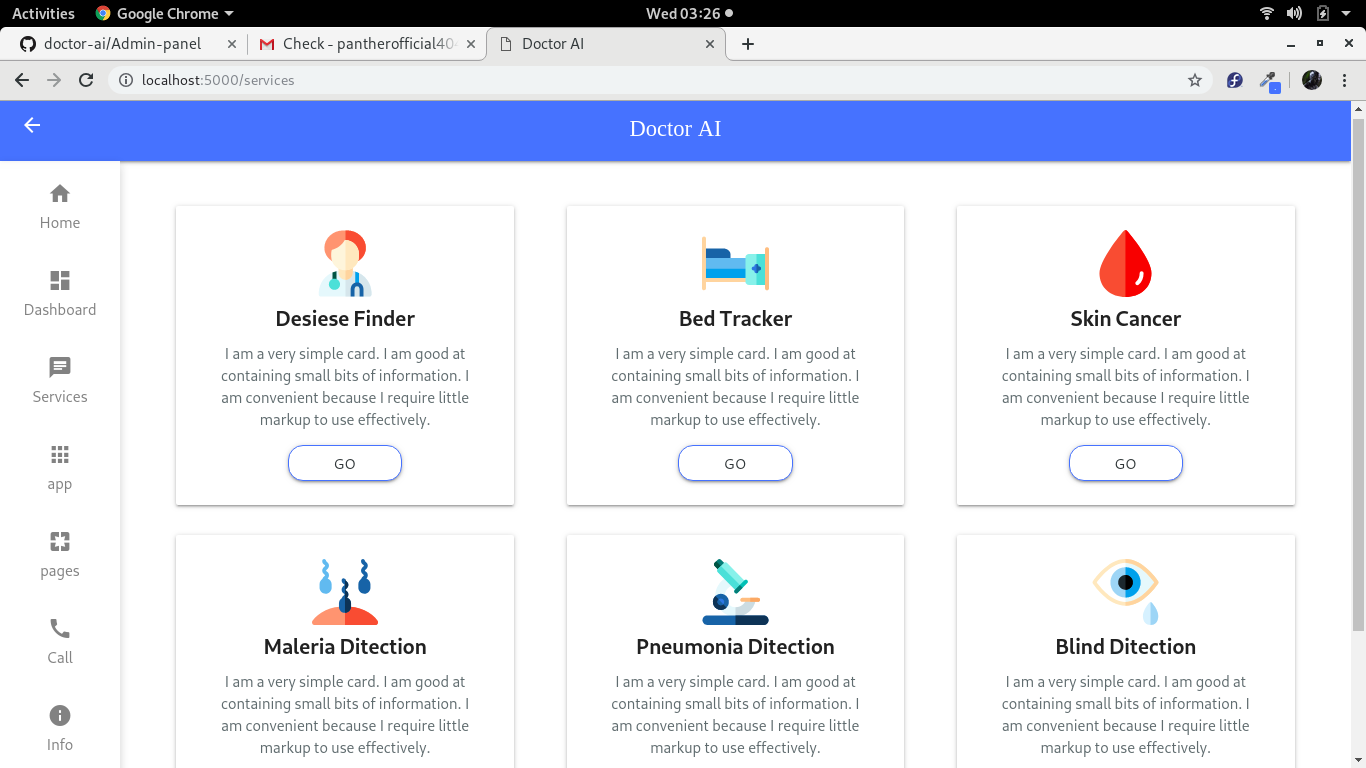 Activities Google Chrome Wed 03:26
doctor-ai/Admin-panel Check - pantherofficial40 Doctor AI
localhost:5000/services
Doctor AI
Home
Dashboard
Services
app
pages
Call
Info
Desiese Finder
I am a very simple card. I am good at
containing small bits of information. I
am convenient because I require little
markup to use effectively.
GO
Bed Tracker
I am a very simple card. I am good at
containing small bits of information. I
am convenient because I require little
markup to use effectively.
GO
Skin Cancer
I am a very simple card. I am good at
containing small bits of information. I
am convenient because I require little
markup to use effectively.
GO
Maleria Ditection
I am a very simple card. I am good at
containing small bits of information. I
am convenient because I require little
markup to use effectively.
Pneumonia Ditection
I am a very simple card. I am good at
containing small bits of information. I
am convenient because I require little
markup to use effectively.
Blind Ditection
I am a very simple card. I am good at
containing small bits of information. I
am convenient because I require little
markup to use effectively.